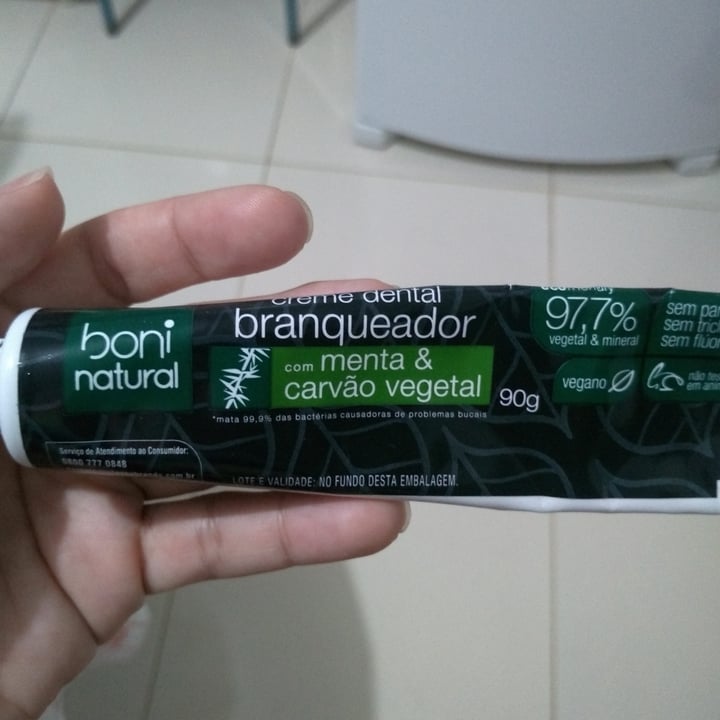 boni
natural
creme dental
branqueador
com menta &
carvão vegetal
90g
*mata 99,9% das bactérias causadoras de problemas bucais
97,7%
vegetal & mineral
vegano
sem
sem
sem
não
em
Serviço de Atendimento ao Consumidor:
0800 777 0848
LOTE E VALIDADE: NO FUNDO DESTA EMBALAGEM.